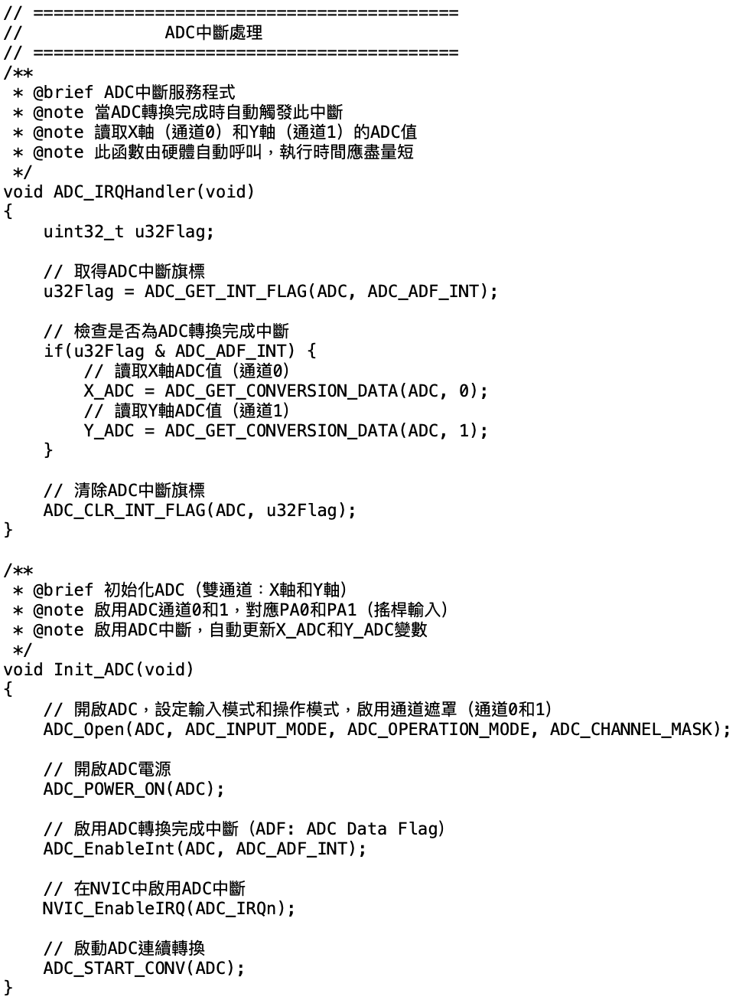 // ==========================================
//              ADC中斷處理
// ==========================================
/**
 * @brief ADC中斷服務程式
 * @note 當ADC轉換完成時自動觸發此中斷
 * @note 讀取X軸（通道0）和Y軸（通道1）的ADC值
 * @note 此函數由硬體自動呼叫，執行時間應盡量短
 */
void ADC_IRQHandler(void)
{
    uint32_t u32Flag;

    // 取得ADC中斷旗標
    u32Flag = ADC_GET_INT_FLAG(ADC, ADC_ADF_INT);

    // 檢查是否為ADC轉換完成中斷
    if(u32Flag & ADC_ADF_INT) {
        // 讀取X軸ADC值（通道0）
        X_ADC = ADC_GET_CONVERSION_DATA(ADC, 0);
        // 讀取Y軸ADC值（通道1）
        Y_ADC = ADC_GET_CONVERSION_DATA(ADC, 1);
    }

    // 清除ADC中斷旗標
    ADC_CLR_INT_FLAG(ADC, u32Flag);
}

/**
 * @brief 初始化ADC（雙通道：X軸和Y軸）
 * @note 啟用ADC通道0和1，對應PA0和PA1（搖桿輸入）
 * @note 啟用ADC中斷，自動更新X_ADC和Y_ADC變數
 */
void Init_ADC(void)
{
    // 開啟ADC，設定輸入模式和操作模式，啟用通道遮罩（通道0和1）
    ADC_Open(ADC, ADC_INPUT_MODE, ADC_OPERATION_MODE, ADC_CHANNEL_MASK);

    // 開啟ADC電源
    ADC_POWER_ON(ADC);

    // 啟用ADC轉換完成中斷（ADF: ADC Data Flag）
    ADC_EnableInt(ADC, ADC_ADF_INT);

    // 在NVIC中啟用ADC中斷
    NVIC_EnableIRQ(ADC_IRQn);

    // 啟動ADC連續轉換
    ADC_START_CONV(ADC);
}